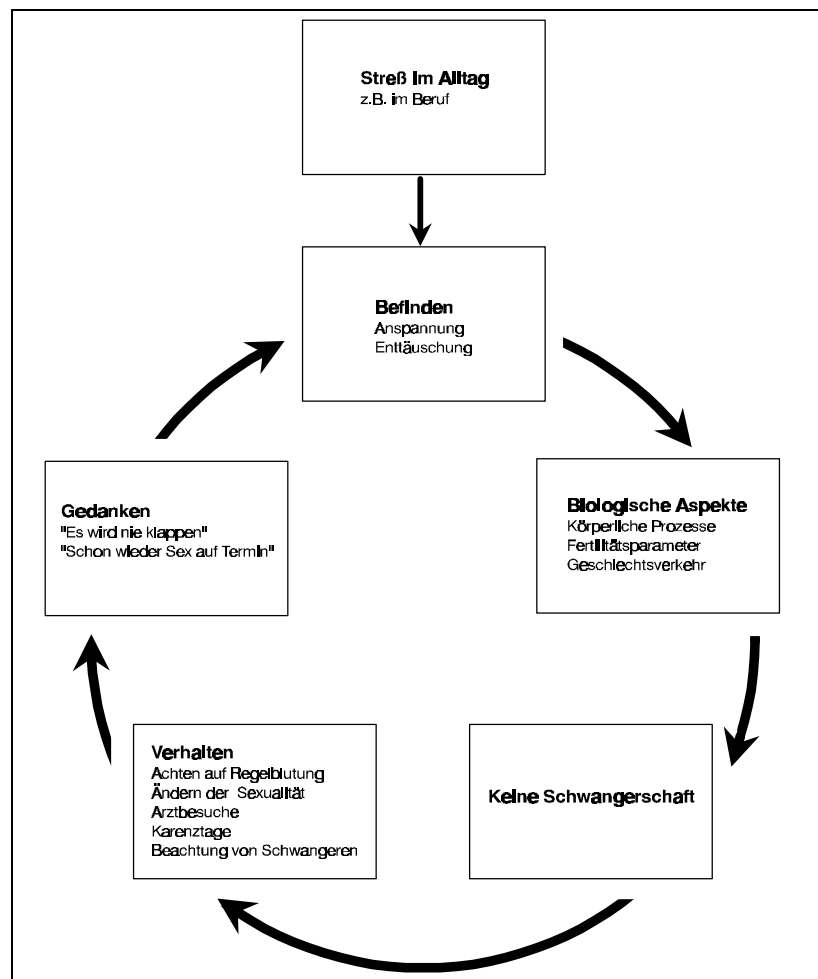 Streß im Alltag
z.B. im Beruf
Befinden
Anspannung
Enttäuschung
Biologische Aspekte
Körperliche Prozesse
Fertilitätsparameter
Geschlechtsverkehr
Keine Schwangerschaft
Verhalten
Achten auf Regelblutung
Ändern der Sexualität
Arztbesuche
Karenztage
Beachtung von Schwangeren
Gedanken
"Es wird nie klappen"
"Schon wieder Sex auf Termin"